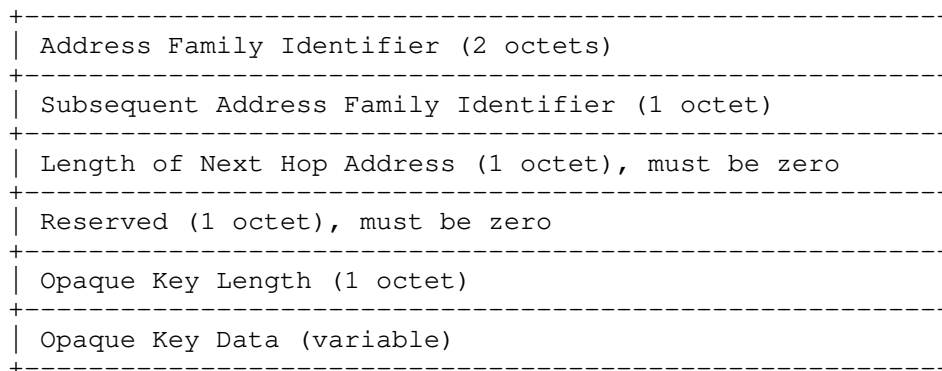 +---------------------------------------------------------------
| Address Family Identifier (2 octets)
+---------------------------------------------------------------
| Subsequent Address Family Identifier (1 octet)
+---------------------------------------------------------------
| Length of Next Hop Address (1 octet), must be zero
+---------------------------------------------------------------
| Reserved (1 octet), must be zero
+---------------------------------------------------------------
| Opaque Key Length (1 octet)
+---------------------------------------------------------------
| Opaque Key Data (variable)
+---------------------------------------------------------------